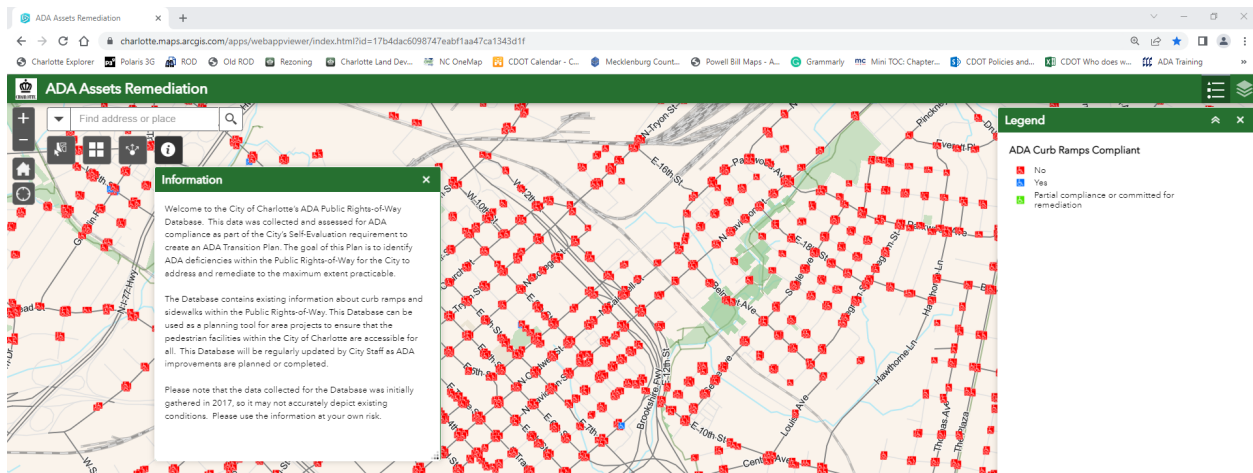 ADA Assets Remediation
charlotte.maps.arcgis.com/apps/webappviewer/index.html?id=17b4dac6098747eabf1aa47ca1343d1f
Charlotte Explorer Polaris 3G ROD Old ROD Rezoning Charlotte Land Dev... NC OneMap CDOT Calendar - C... Mecklenburg Count... Powell Bill Maps - A... Grammarly Mini TOC: Chapter... CDOT Policies and... CDOT Who does w... ADA Training
ADA Assets Remediation
Find address or place
Information
Welcome to the City of Charlotte's ADA Public Rights-of-Way
Database. This data was collected and assessed for ADA
compliance as part of the City's Self-Evaluation requirement to
create an ADA Transition Plan. The goal of this Plan is to identify
ADA deficiencies within the Public Rights-of-Way for the City to
address and remediate to the maximum extent practicable.
The Database contains existing information about curb ramps and
sidewalks within the Public Rights-of-Way. This Database can be
used as a planning tool for area projects to ensure that the
pedestrian facilities within the City of Charlotte are accessible for
all. This Database will be regularly updated by City Staff as ADA
improvements are planned or completed.
Please note that the data collected for the Database was initially
gathered in 2017, so it may not accurately depict existing
conditions. Please use the information at your own risk.
N-Tryon-St
E-16th-St
W-12th
W-10th-St
N-I-77-Hwy
E-12th-St
Brookshire-Fwy
E-10th-St
Louise-Ave
Hawthorne-Ln
Hawthorne-Ln
Thomas-Ave
The-Plaza
Legend
ADA Curb Ramps Compliant
No
Yes
Partial compliance or committed for
remediation